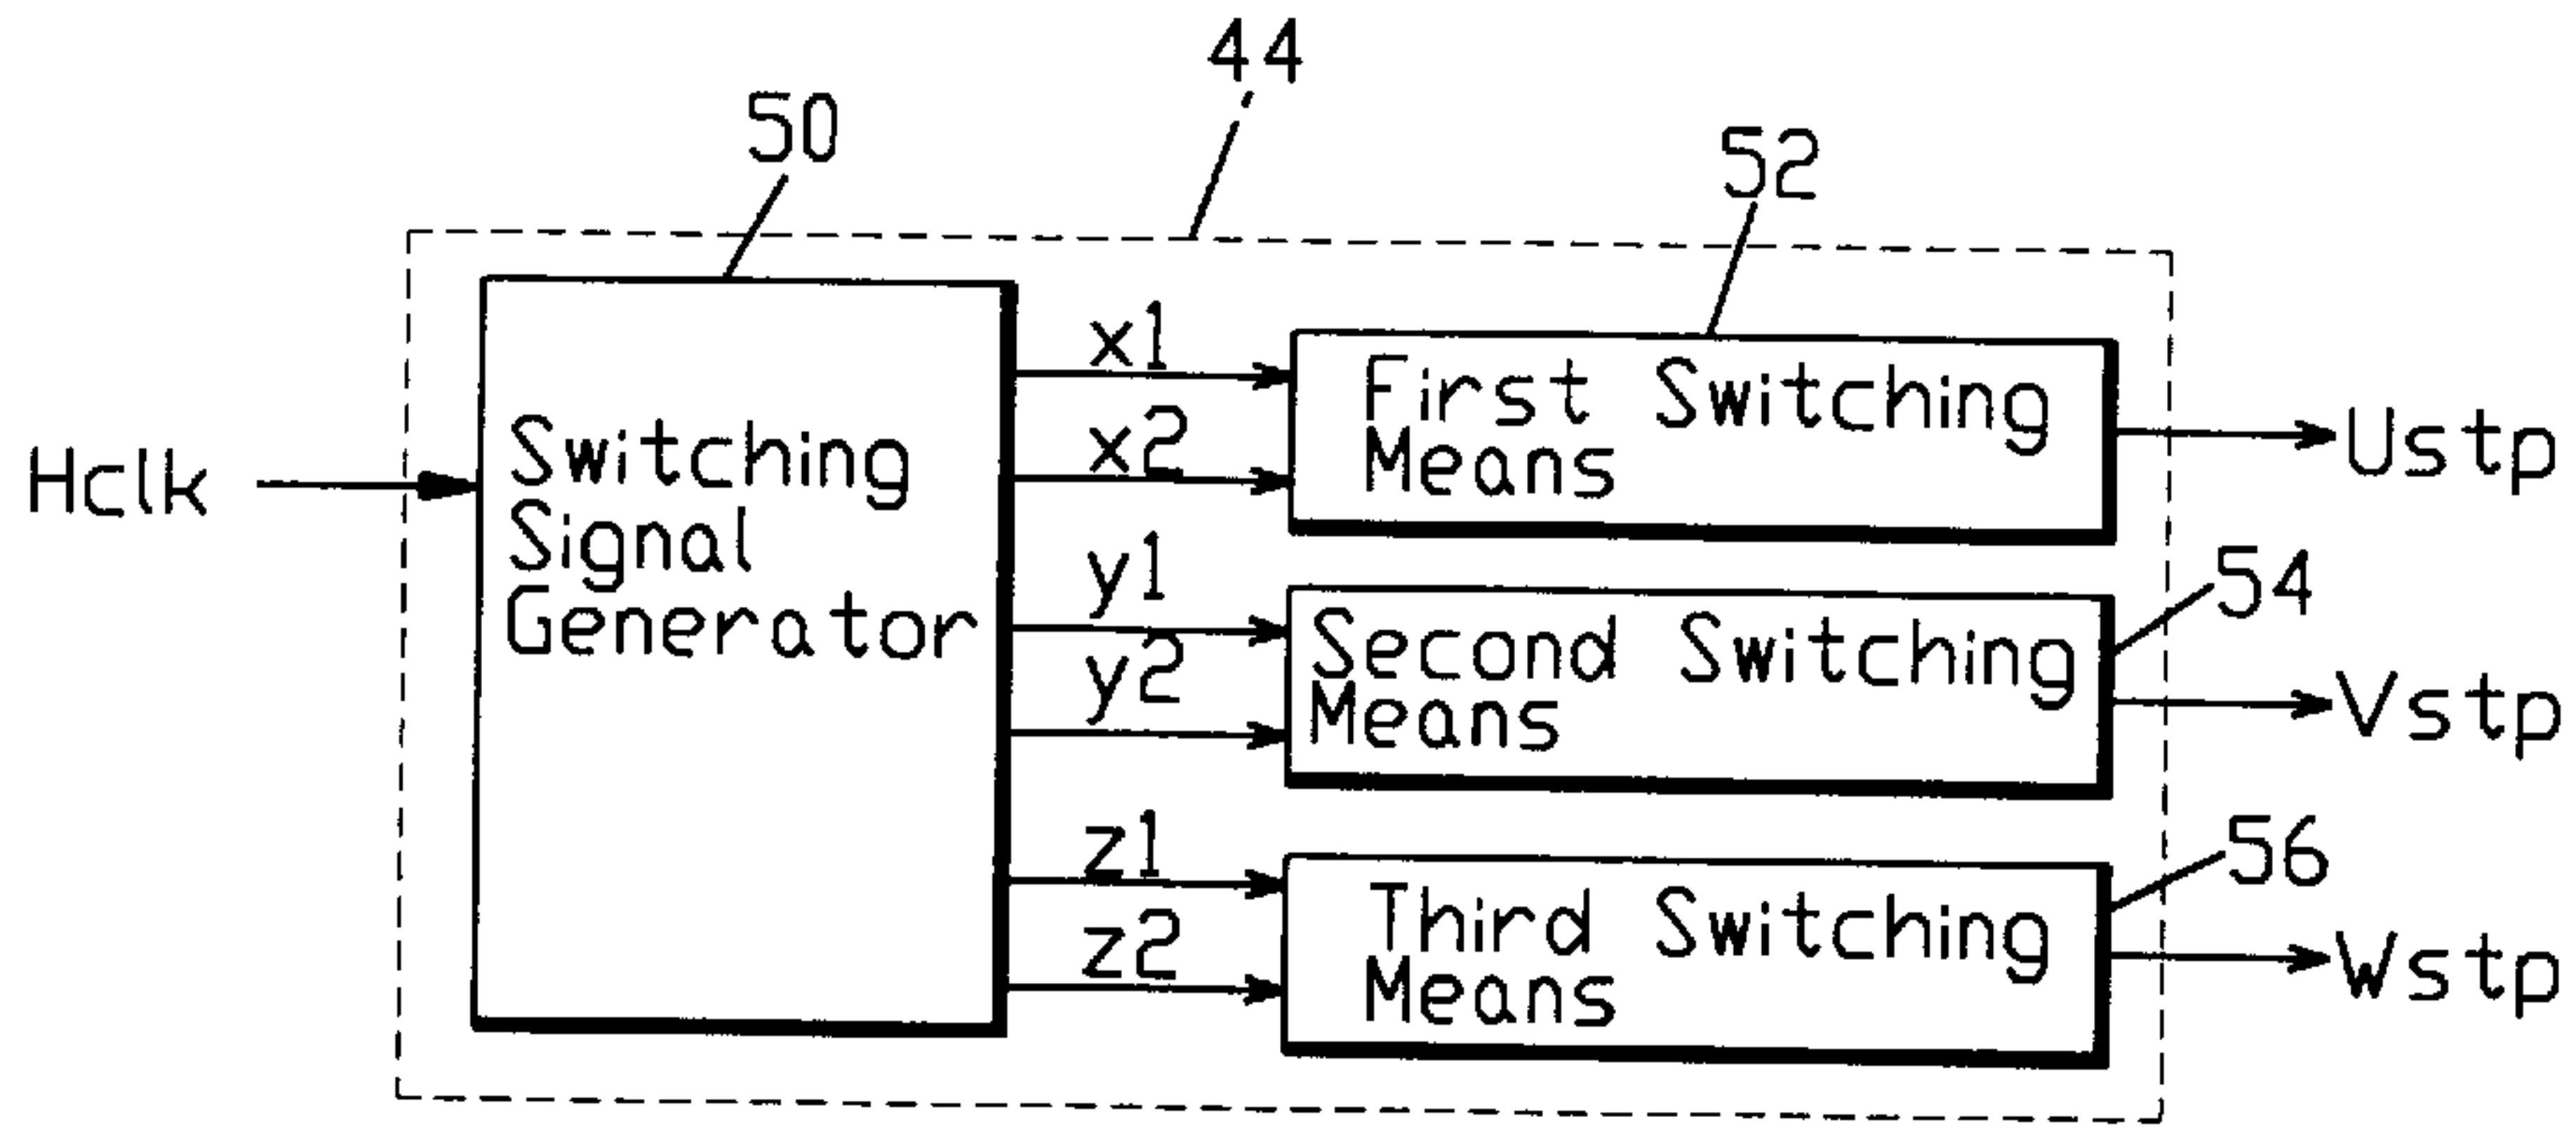 44
50
52
Hclk
Switching
Signal
Generator
x1
x2
y1
y2
z1
z2
First Switching
Means
Second Switching
Means
Third Switching
Means
54
56
Ustp
Vstp
Wstp